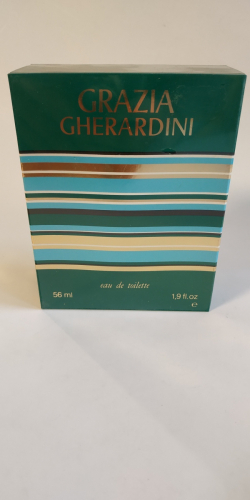 GRAZIA
GHERARDINI
eau de toilette
56 ml
1,9 fl.oz
e